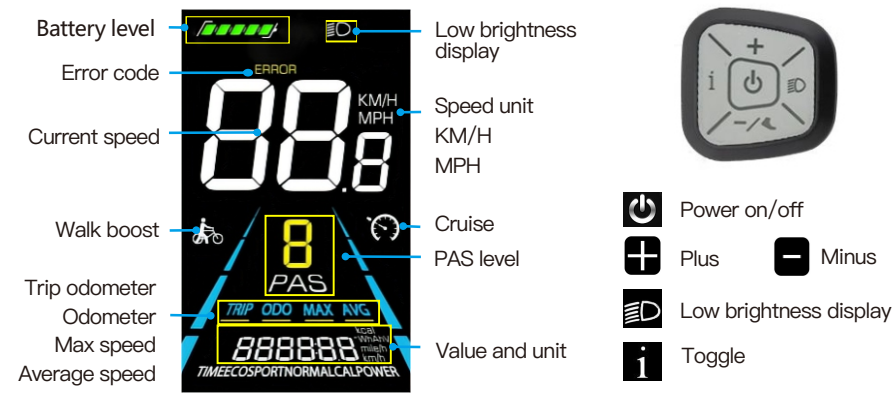 Battery level
Error code
Current speed
Walk boost
Trip odometer
Odometer
Max speed
Average speed
ERROR
88.8
KM/H
MPH
8
PAS
TRIP ODO MAX AVG
888888
kcal
mile/h
km/h
TIMEECOSPORTNORMALCALPOWER
Low brightness
display
Speed unit
KM/H
MPH
Cruise
PAS level
Value and unit
+
i
-/
Power on/off
+ Plus
- Minus
Low brightness display
i Toggle